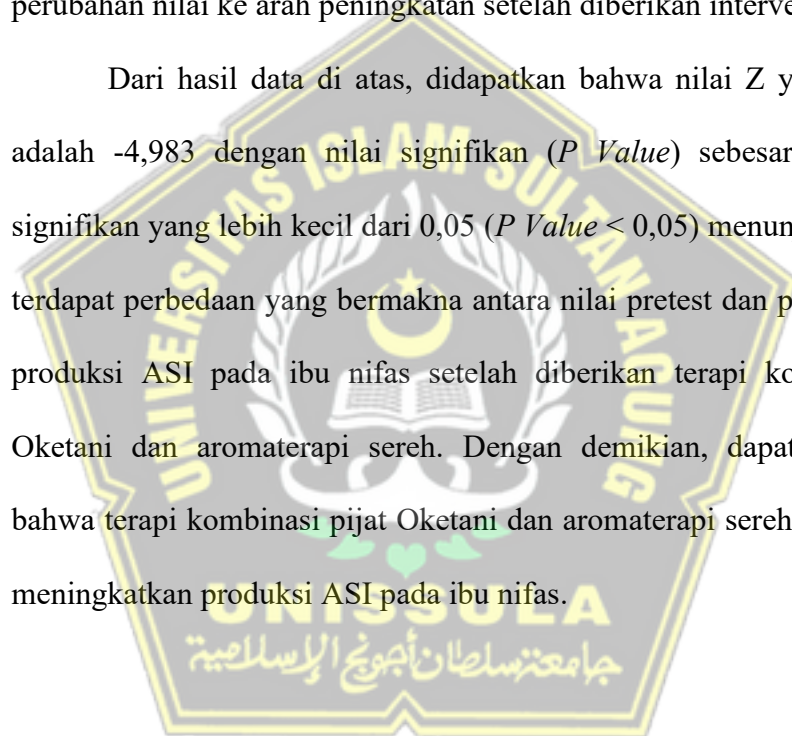 perubahan nilai ke arah peningkatan setelah diberikan interve
Dari hasil data di atas, didapatkan bahwa nilai Z y
adalah -4,983 dengan nilai signifikan (P Value) sebesar
signifikan yang lebih kecil dari 0,05 (P Value < 0,05) menun
terdapat perbedaan yang bermakna antara nilai pretest dan p
produksi ASI pada ibu nifas setelah diberikan terapi ko
Oketani dan aromaterapi sereh. Dengan demikian, dapat
bahwa terapi kombinasi pijat Oketani dan aromaterapi sereh
meningkatkan produksi ASI pada ibu nifas.
UNIVERSITAS ISLAM SULTAN AGUNG
UNISSULA
جامعة سلطان أجونج الإسلامية